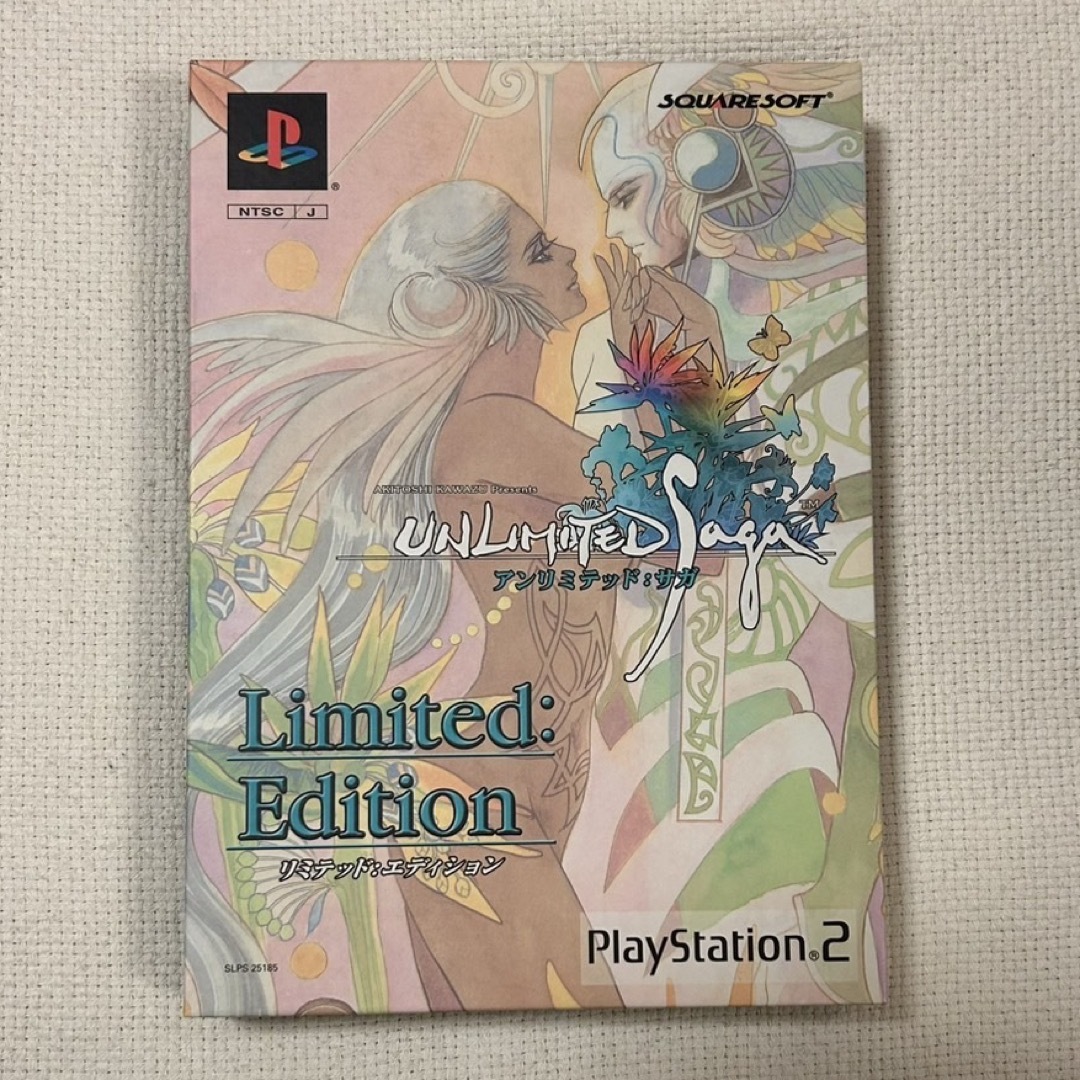 SQUARESOFT®
®
NTSC J
AKITOSHI KAWAZU Presents
UNLIMITED Saga™
アンリミテッド:サガ
Limited:
Edition
リミテッド:エディション
SLPS 25185
PlayStation®2